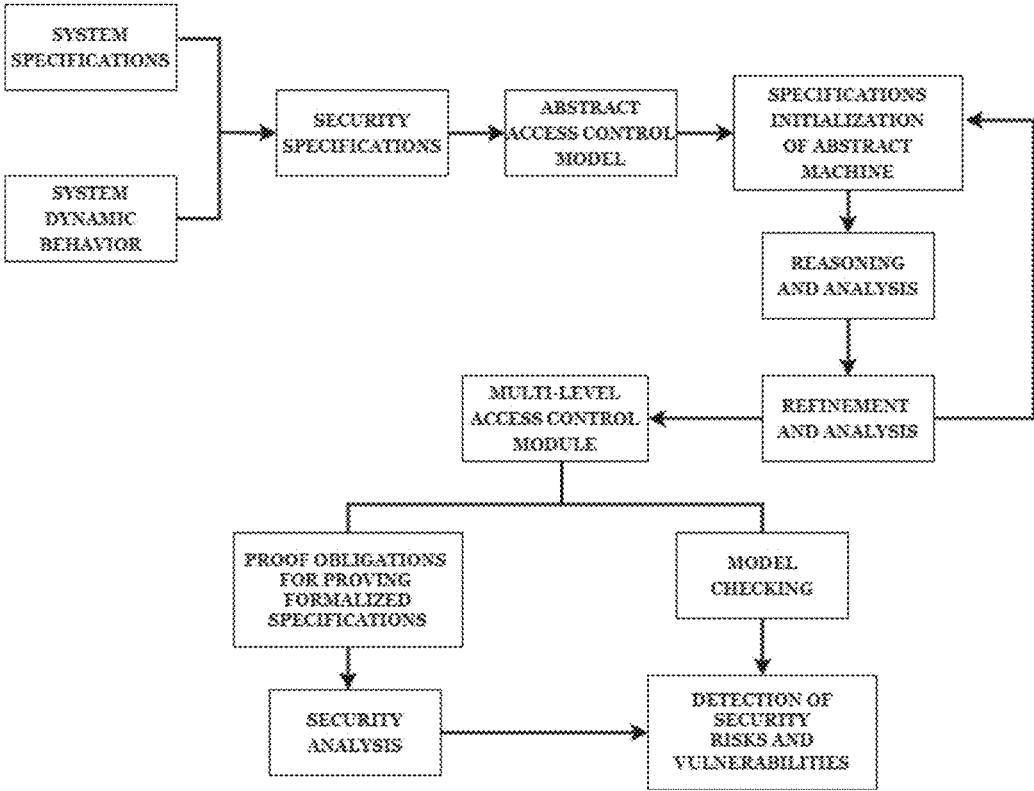 SYSTEM
SPECIFICATIONS
SECURITY
SPECIFICATIONS
ABSTRACT
ACCESS CONTROL
MODEL
SPECIFICATIONS
INITIALIZATION
OF ABSTRACT
MACHINE
SYSTEM
DYNAMIC
BEHAVIOR
REASONING
AND ANALYSIS
MULTI-LEVEL
ACCESS CONTROL
MODULE
REFINEMENT
AND ANALYSIS
PROOF OBLIGATIONS
FOR PROVING
FORMALIZED
SPECIFICATIONS
MODEL
CHECKING
SECURITY
ANALYSIS
DETECTION OF
SECURITY
RISKS AND
VULNERABILITIES